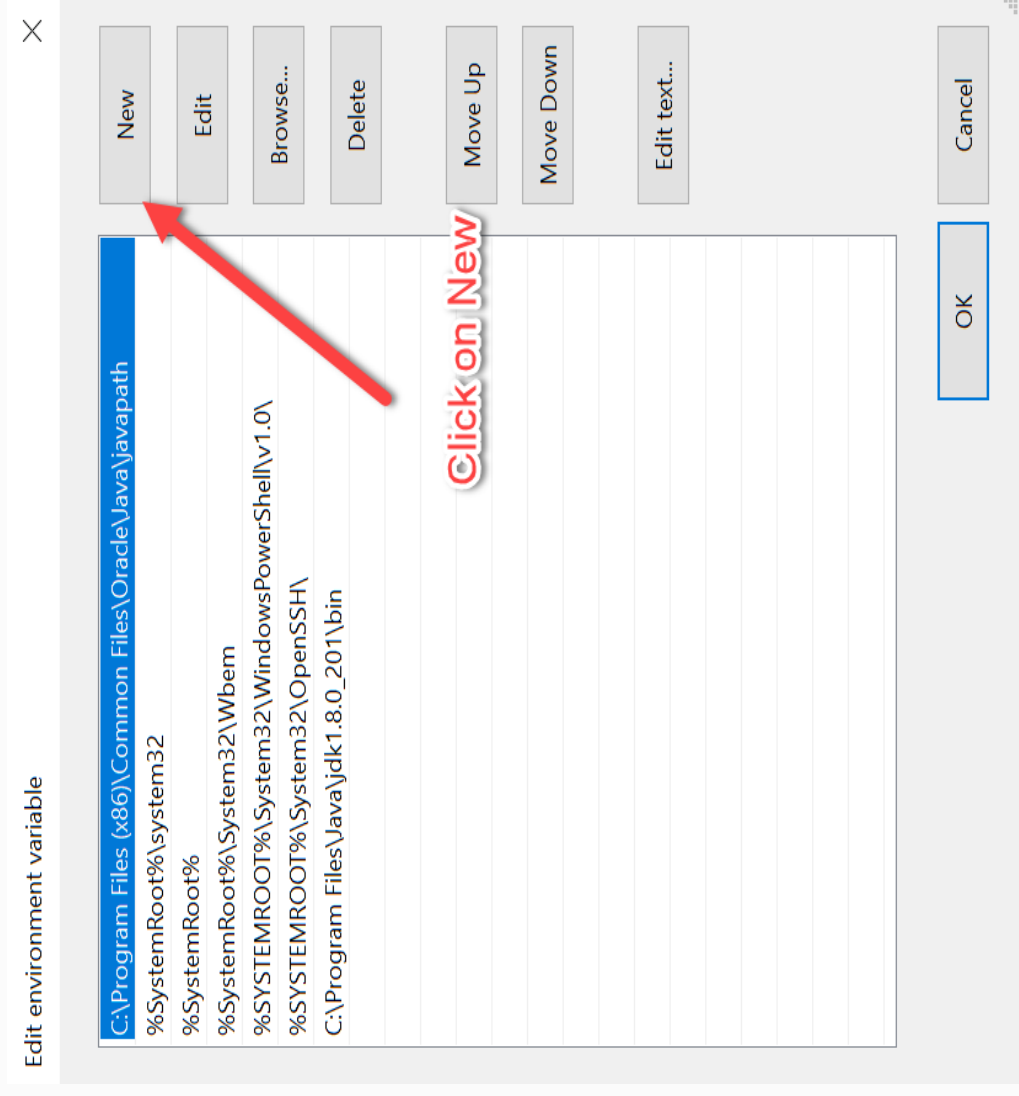 Edit environment variable
C:\Program Files (x86)\Common Files\Oracle\Java\javapath
%SystemRoot%\system32
%SystemRoot%
%SystemRoot%\System32\Wbem
%SYSTEMROOT%\System32\WindowsPowerShell\v1.0\
%SYSTEMROOT%\System32\OpenSSH\
C:\Program Files\Java\jdk1.8.0_201\bin
New
Edit
Browse...
Delete
Move Up
Move Down
Edit text...
Click on New
OK
Cancel